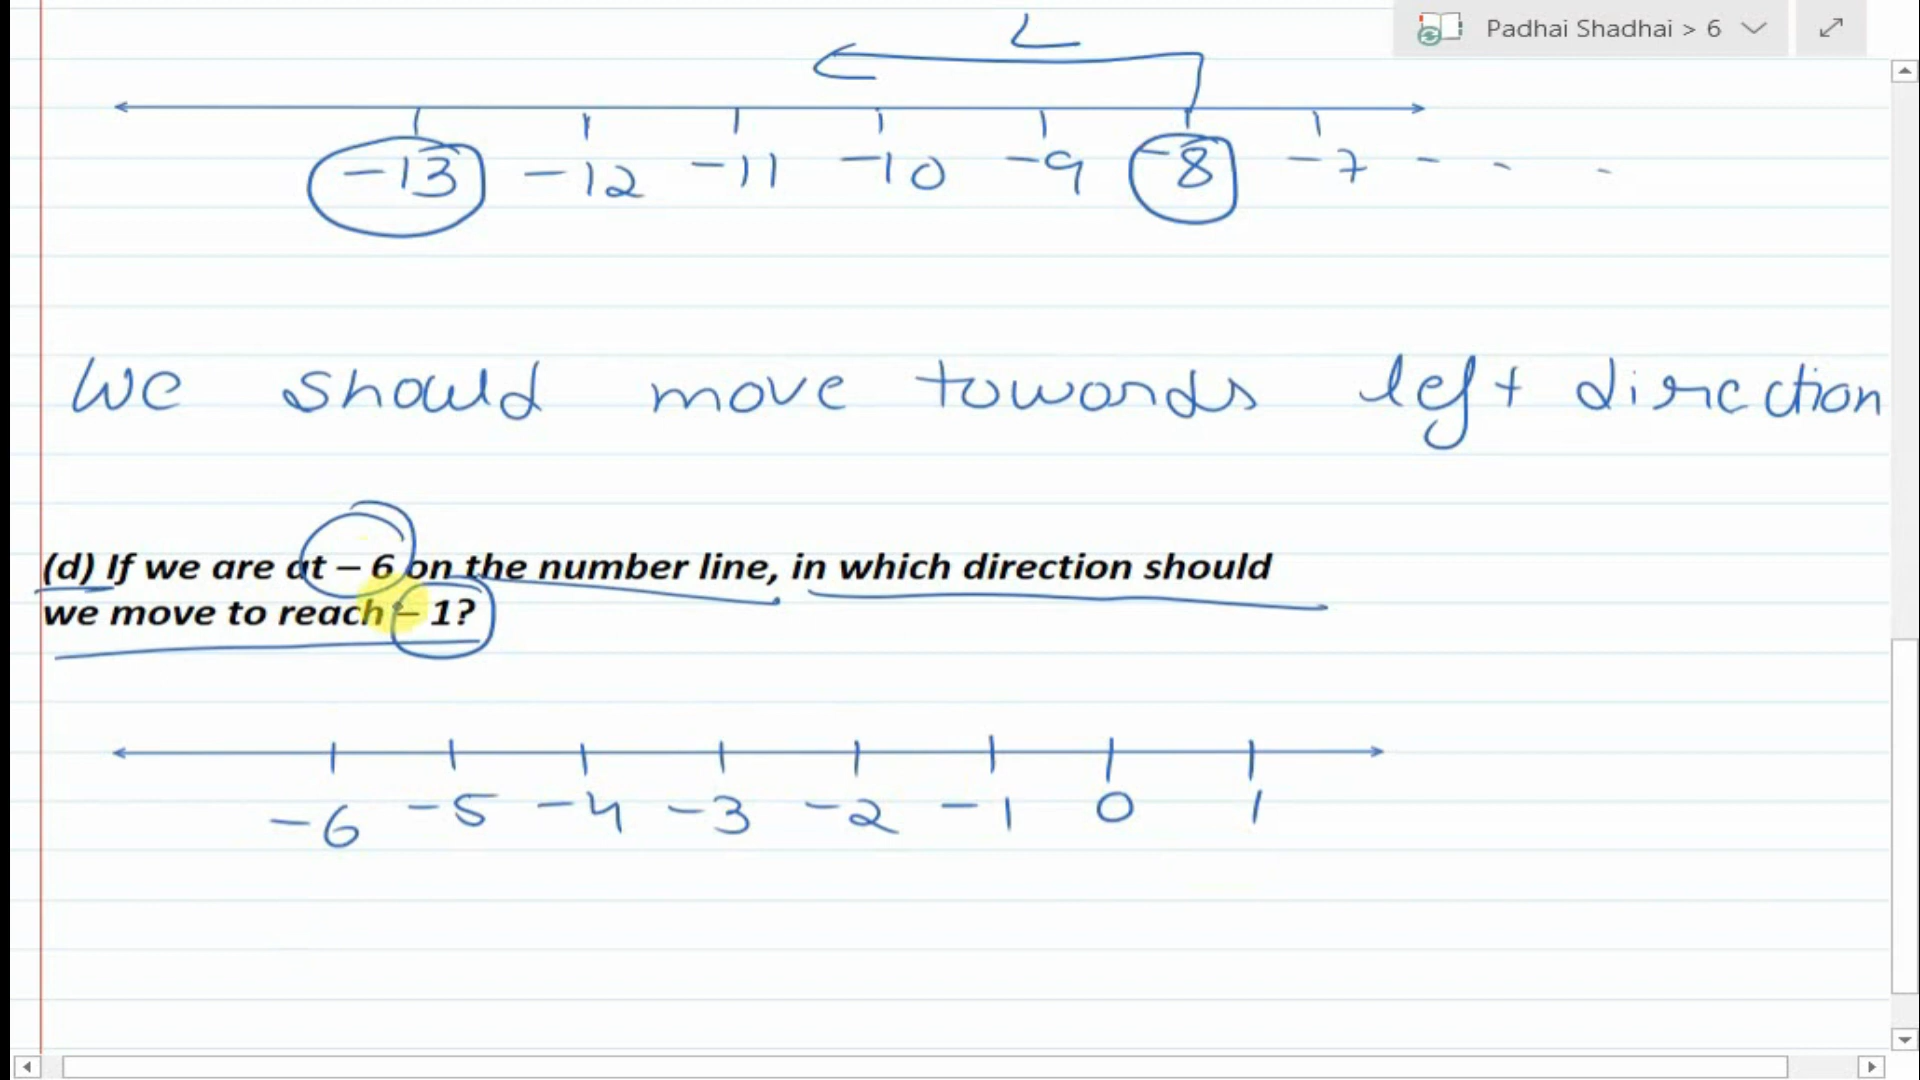 Padhai Shadhai > 6
L
-13 -12 -11 -10 -9 -8 -7 - - -
We should move towards left direction
(d) If we are at – 6 on the number line, in which direction should
we move to reach – 1?
-6 -5 -4 -3 -2 -1 0 1